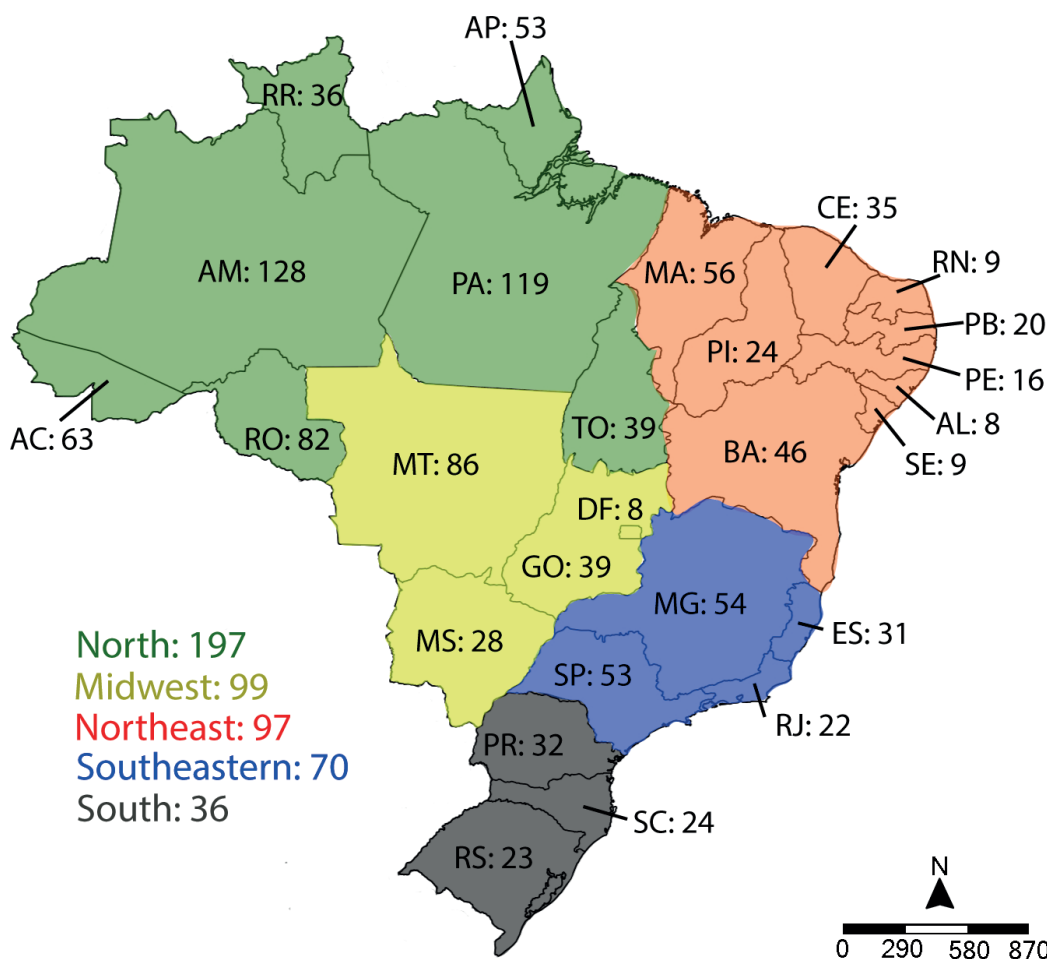 AP: 53
RR: 36
CE: 35
RN: 9
AM: 128
PA: 119
MA: 56
PB: 20
PI: 24
PE: 16
AC: 63
RO: 82
TO: 39
AL: 8
MT: 86
BA: 46
SE: 9
DF: 8
GO: 39
MG: 54
ES: 31
MS: 28
SP: 53
RJ: 22
PR: 32
SC: 24
RS: 23
North: 197
Midwest: 99
Northeast: 97
Southeastern: 70
South: 36
N
0 290 580 870